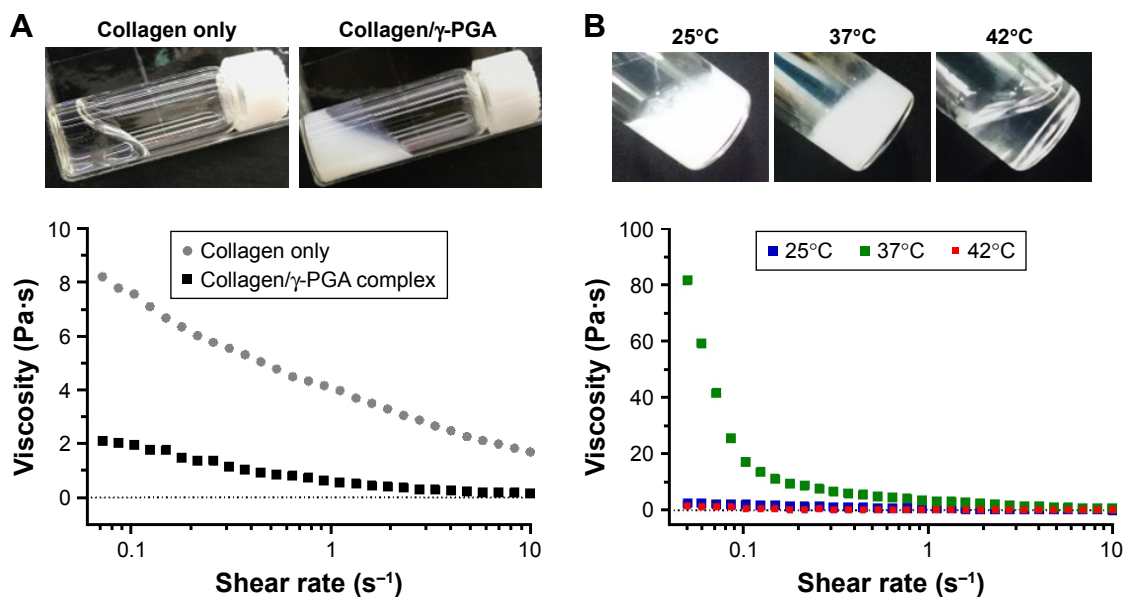 A
Collagen only
Collagen/γ-PGA
10
8
6
4
2
0
Viscosity (Pa·s)
Collagen only
Collagen/γ-PGA complex
0.1
1
10
Shear rate (s⁻¹)
B
25°C
37°C
42°C
100
80
60
40
20
0
Viscosity (Pa·s)
25°C
37°C
42°C
0.1
1
10
Shear rate (s⁻¹)